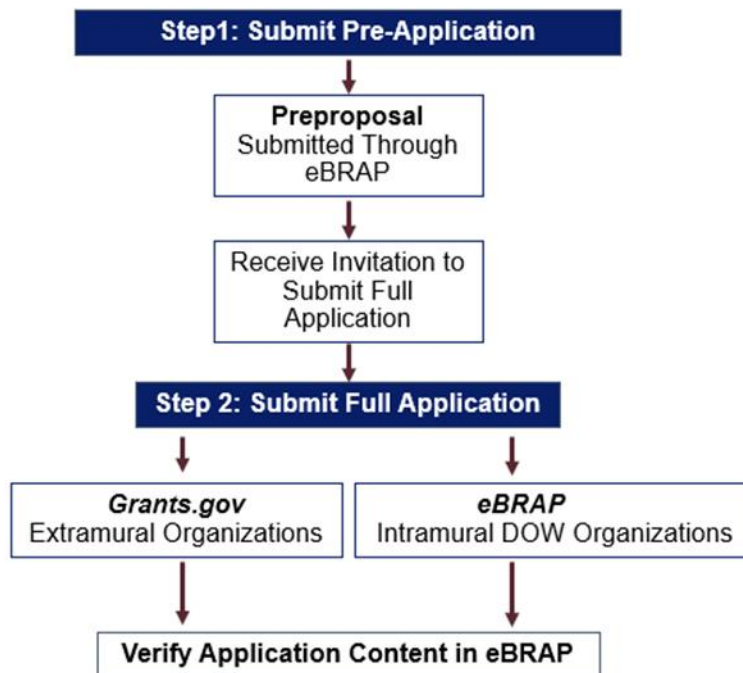 Step1: Submit Pre-Application
Preproposal
Submitted Through
eBRAP
Receive Invitation to
Submit Full
Application
Step 2: Submit Full Application
Grants.gov
Extramural Organizations
eBRAP
Intramural DOW Organizations
Verify Application Content in eBRAP